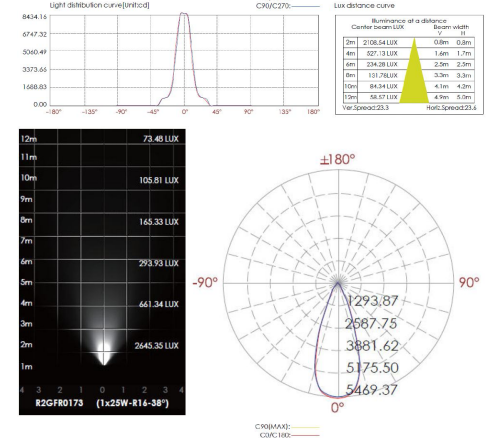 Light distribution curve[Unit:cd]
C90/C270:
8434.16
6747.32
5060.49
3373.66
1688.83
0.00
-180°
-135°
-90°
-45°
0°
45°
90°
135°
180°
Lux distance curve
Illuminance at a distance
Center beam LUX
Beam width
V
H
2m 2108.54 LUX 0.8m 0.8m
4m 527.13 LUX 1.6m 1.7m
6m 234.28 LUX 2.5m 2.5m
8m 131.78LUX 3.3m 3.3m
10m 84.34 LUX 4.1m 4.2m
12m 58.57 LUX 4.9m 5.0m
Ver.Spread:23.3
Horiz.Spread:23.6
12m 73.48 LUX
11m
10m 105.81 LUX
9m
8m 165.33 LUX
7m
6m 293.93 LUX
5m
4m 661.34 LUX
3m
2m 2645.35 LUX
1m
4 3 2 1 0 1 2 3 4
R2GFR0173 (1x25W-R16-38°)
±180°
-90°
90°
1293.87
2587.75
3881.62
5175.50
5469.37
0°
C90(MAX):
C0/C180: